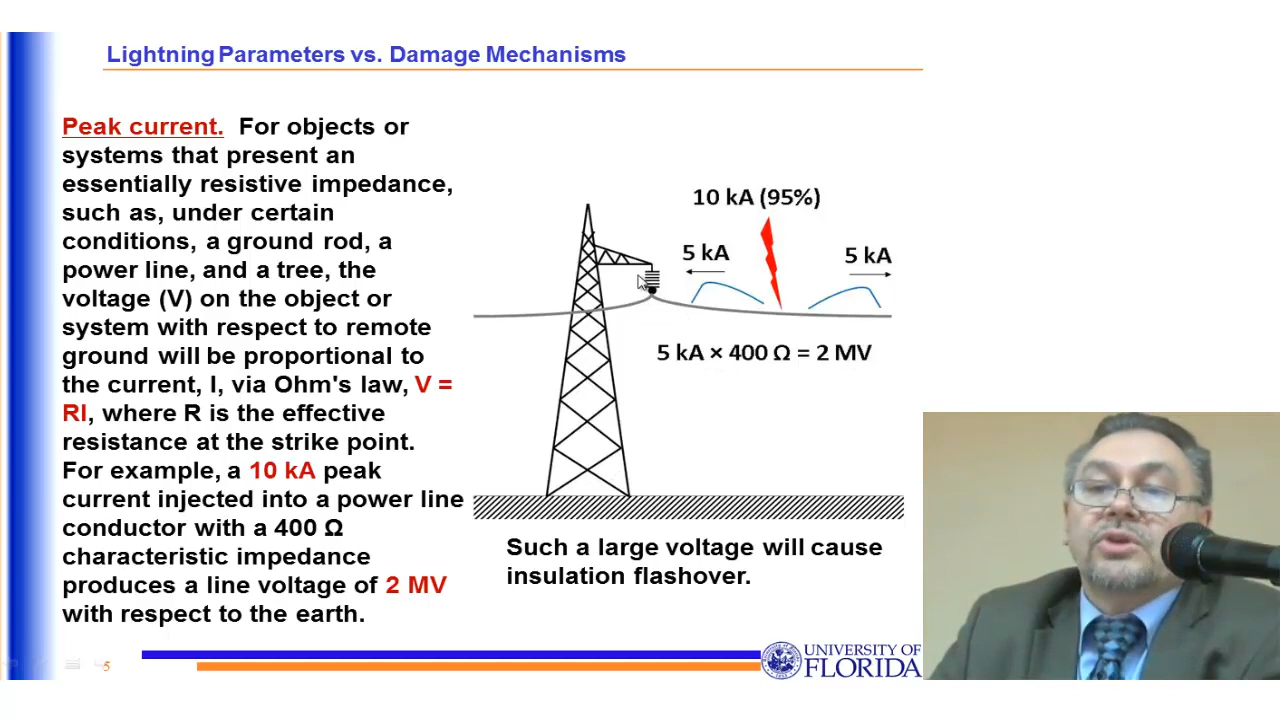 Lightning Parameters vs. Damage Mechanisms
Peak current. For objects or
systems that present an
essentially resistive impedance,
such as, under certain
conditions, a ground rod, a
power line, and a tree, the
voltage (V) on the object or
system with respect to remote
ground will be proportional to
the current, I, via Ohm's law, V =
RI, where R is the effective
resistance at the strike point.
For example, a 10 kA peak
current injected into a power line
conductor with a 400 Ω
characteristic impedance
produces a line voltage of 2 MV
with respect to the earth.
10 kA (95%)
5 kA
5 kA
5 kA × 400 Ω = 2 MV
Such a large voltage will cause
insulation flashover.
5
UNIVERSITY OF
FLORIDA